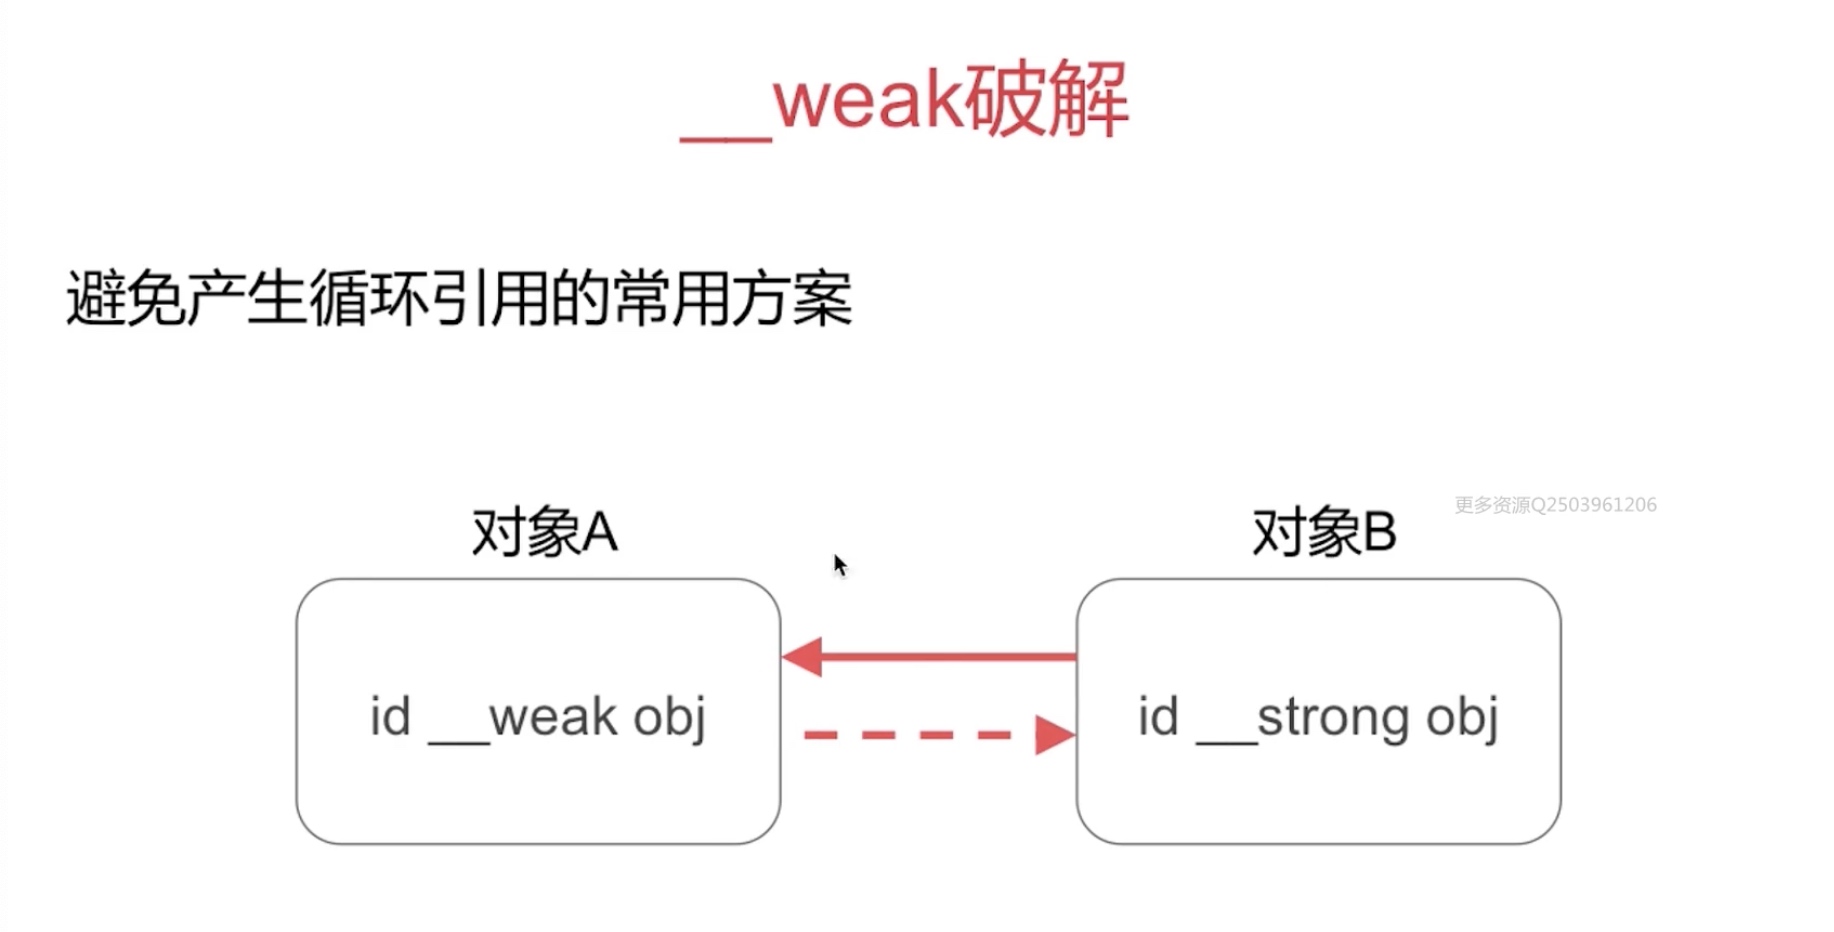 __weak破解
避免产生循环引用的常用方案
对象A
对象B
更多资源Q2503961206
id __weak obj
id __strong obj